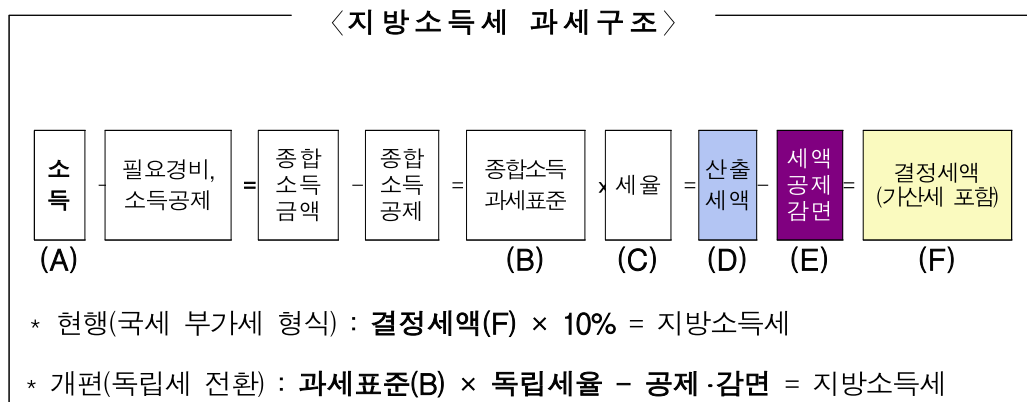 〈지방소득세 과세구조〉
소득 - 필요경비, 소득공제 = 종합소득금액 - 종합소득공제 = 종합소득 과세표준 × 세율 = 산출세액 - 세액공제감면 = 결정세액 (가산세 포함)
(A) (B) (C) (D) (E) (F)
* 현행(국세 부가세 형식) : 결정세액(F) × 10% = 지방소득세
* 개편(독립세 전환) : 과세표준(B) × 독립세율 - 공제·감면 = 지방소득세